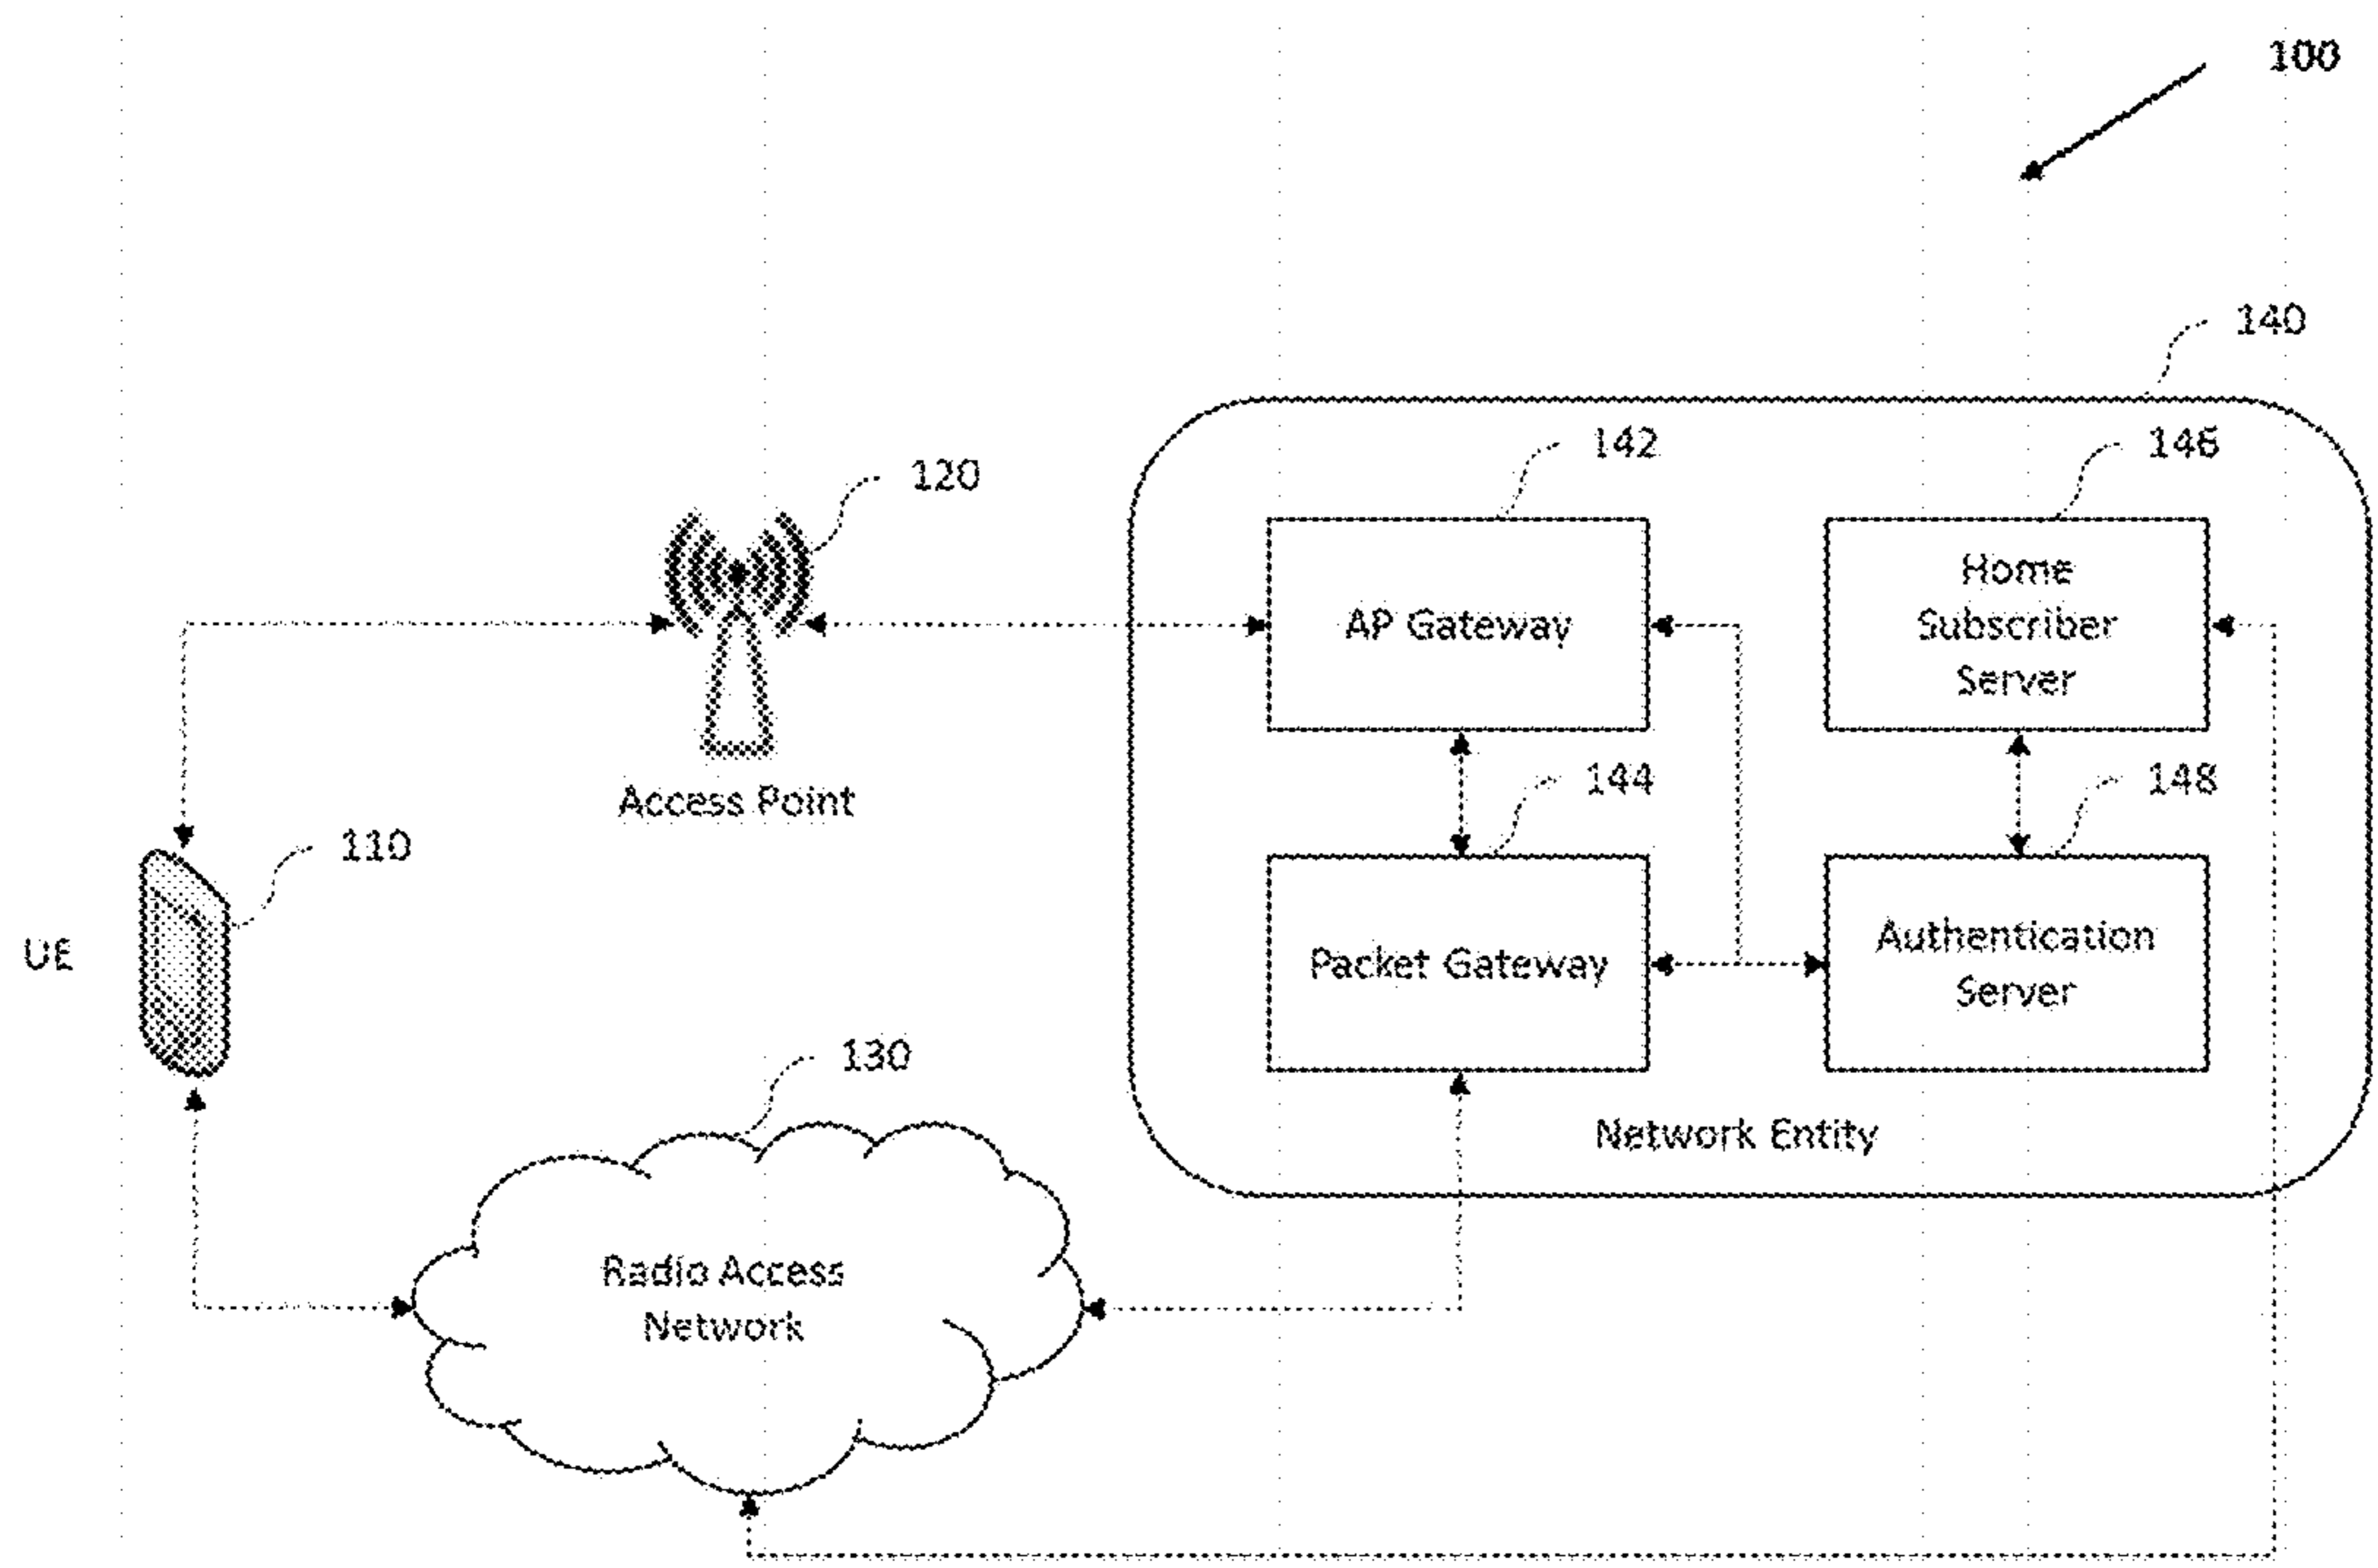 100
140
142
146
120
Home
AP Gateway
Subscriber
Server
144
148
Access Point
110
UE
Packet Gateway
Authentication
Server
130
Network Entity
Radio Access
Network